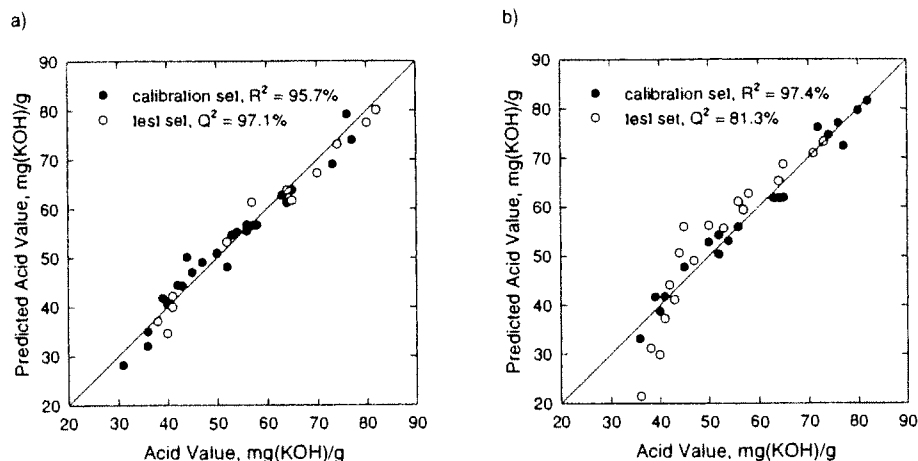 a)
90
80
70
60
50
40
30
20
20 30 40 50 60 70 80 90
Predicted Acid Value, mg(KOH)/g
Acid Value, mg(KOH)/g
calibration set, R² = 95.7%
test set, Q² = 97.1%
b)
90
80
70
60
50
40
30
20
20 30 40 50 60 70 80 90
Predicted Acid Value, mg(KOH)/g
Acid Value, mg(KOH)/g
calibration set, R² = 97.4%
test set, Q² = 81.3%